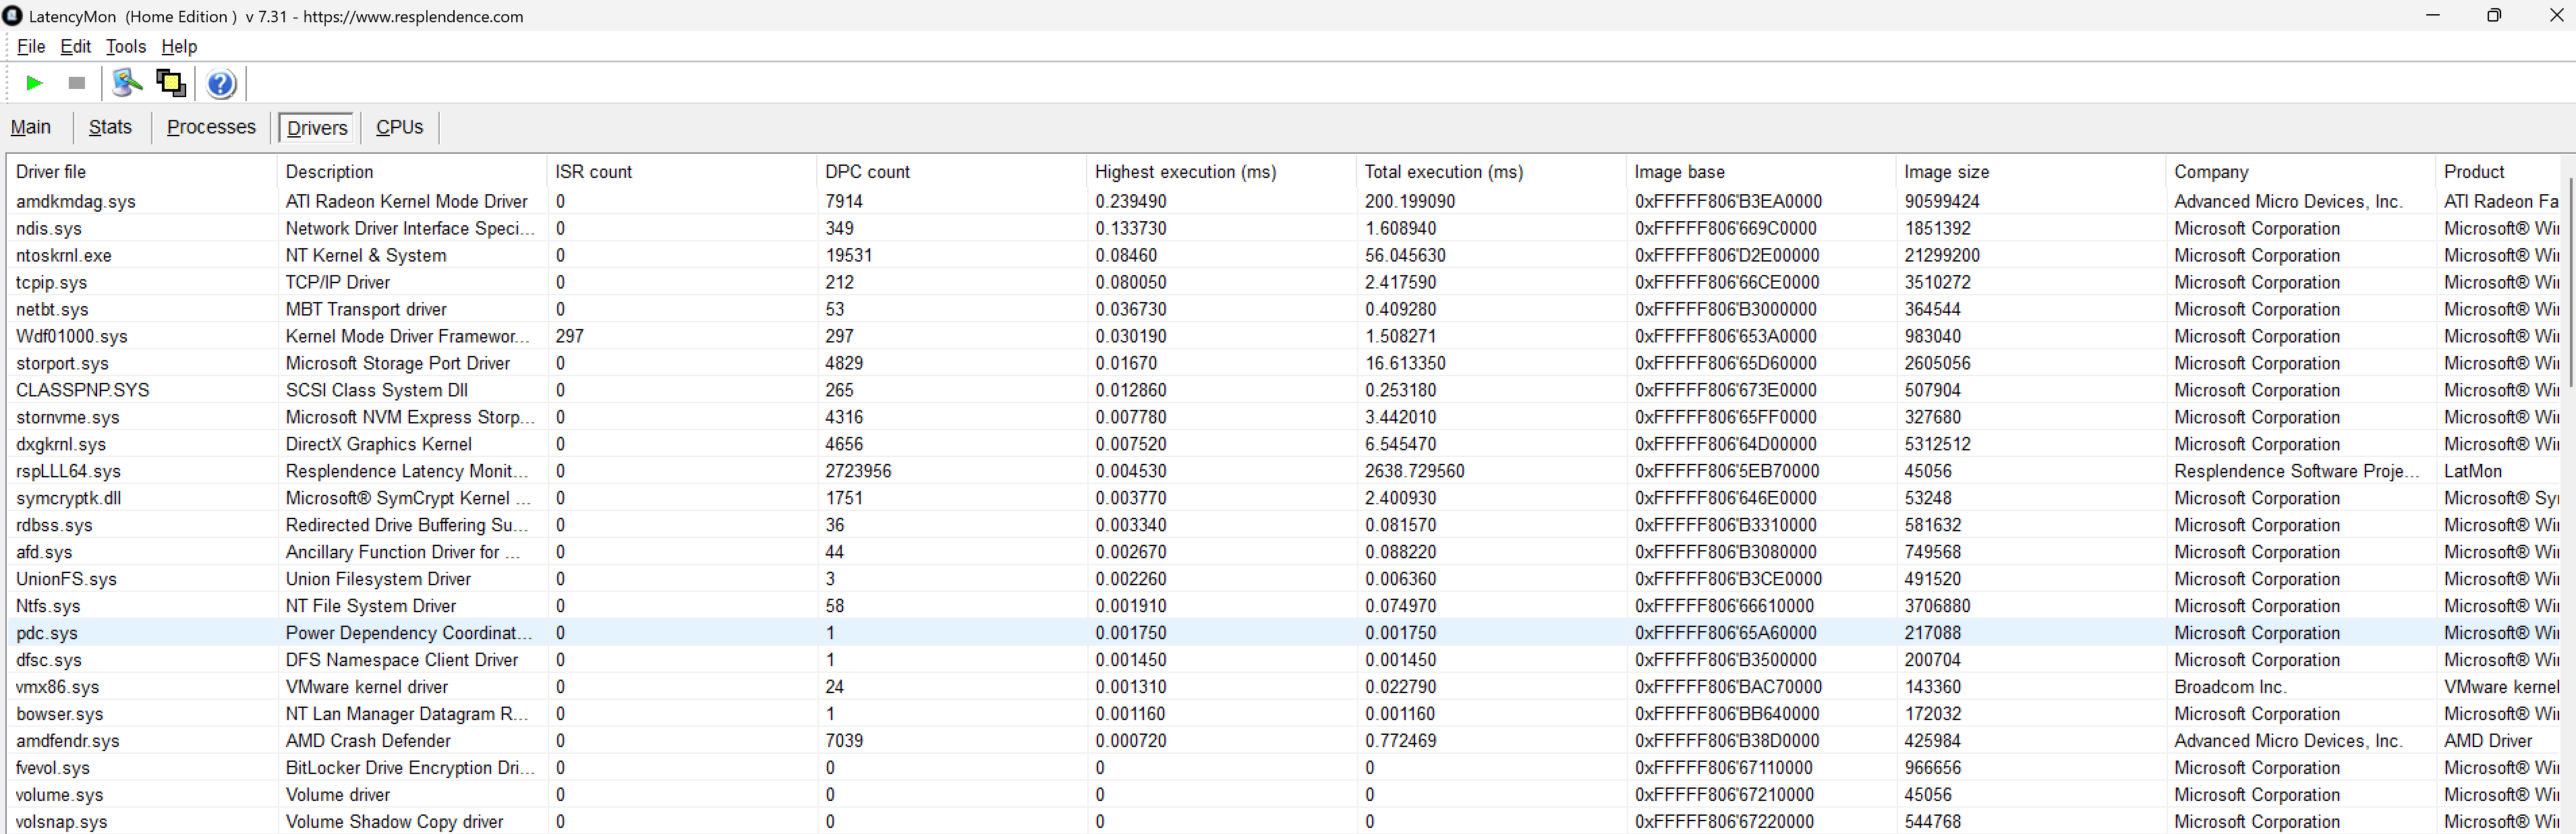 LatencyMon (Home Edition ) v 7.31 - https://www.resplendence.com
File Edit Tools Help
Main Stats Processes Drivers CPUs
Driver file Description ISR count DPC count Highest execution (ms) Total execution (ms) Image base Image size Company Product
amdkmdag.sys ATI Radeon Kernel Mode Driver 0 7914 0.239490 200.199090 0xFFFFF806'B3EA0000 90599424 Advanced Micro Devices, Inc. ATI Radeon Fa
ndis.sys Network Driver Interface Speci... 0 349 0.133730 1.608940 0xFFFFF806'669C0000 1851392 Microsoft Corporation Microsoft® Wi
ntoskrnl.exe NT Kernel & System 0 19531 0.08460 56.045630 0xFFFFF806'D2E00000 21299200 Microsoft Corporation Microsoft® Wi
tcpip.sys TCP/IP Driver 0 212 0.080050 2.417590 0xFFFFF806'66CE0000 3510272 Microsoft Corporation Microsoft® Wi
netbt.sys MBT Transport driver 0 53 0.036730 0.409280 0xFFFFF806'B3000000 364544 Microsoft Corporation Microsoft® Wi
Wdf01000.sys Kernel Mode Driver Framewor... 297 297 0.030190 1.508271 0xFFFFF806'653A0000 983040 Microsoft Corporation Microsoft® Wi
storport.sys Microsoft Storage Port Driver 0 4829 0.01670 16.613350 0xFFFFF806'65D60000 2605056 Microsoft Corporation Microsoft® Wi
CLASSPNP.SYS SCSI Class System Dll 0 265 0.012860 0.253180 0xFFFFF806'673E0000 507904 Microsoft Corporation Microsoft® Wi
stornvme.sys Microsoft NVM Express Storp... 0 4316 0.007780 3.442010 0xFFFFF806'65FF0000 327680 Microsoft Corporation Microsoft® Wi
dxgkrnl.sys DirectX Graphics Kernel 0 4656 0.007520 6.545470 0xFFFFF806'64D00000 5312512 Microsoft Corporation Microsoft® Wi
rspLLL64.sys Resplendence Latency Monit... 0 2723956 0.004530 2638.729560 0xFFFFF806'5EB70000 45056 Resplendence Software Proje... LatMon
symcryptk.dll Microsoft® SymCrypt Kernel ... 0 1751 0.003770 2.400930 0xFFFFF806'646E0000 53248 Microsoft Corporation Microsoft® Sy
rdbss.sys Redirected Drive Buffering Su... 0 36 0.003340 0.081570 0xFFFFF806'B3310000 581632 Microsoft Corporation Microsoft® Wi
afd.sys Ancillary Function Driver for ... 0 44 0.002670 0.088220 0xFFFFF806'B3080000 749568 Microsoft Corporation Microsoft® Wi
UnionFS.sys Union Filesystem Driver 0 3 0.002260 0.006360 0xFFFFF806'B3CE0000 491520 Microsoft Corporation Microsoft® Wi
Ntfs.sys NT File System Driver 0 58 0.001910 0.074970 0xFFFFF806'66610000 3706880 Microsoft Corporation Microsoft® Wi
pdc.sys Power Dependency Coordinat... 0 1 0.001750 0.001750 0xFFFFF806'65A60000 217088 Microsoft Corporation Microsoft® Wi
dfsc.sys DFS Namespace Client Driver 0 1 0.001450 0.001450 0xFFFFF806'B3500000 200704 Microsoft Corporation Microsoft® Wi
vmx86.sys VMware kernel driver 0 24 0.001310 0.022790 0xFFFFF806'BAC70000 143360 Broadcom Inc. VMware kernel
bowser.sys NT Lan Manager Datagram R... 0 1 0.001160 0.001160 0xFFFFF806'BB640000 172032 Microsoft Corporation Microsoft® Wi
amdfendr.sys AMD Crash Defender 0 7039 0.000720 0.772469 0xFFFFF806'B38D0000 425984 Advanced Micro Devices, Inc. AMD Driver
fvevol.sys BitLocker Drive Encryption Dri... 0 0 0 0 0xFFFFF806'67110000 966656 Microsoft Corporation Microsoft® Wi
volume.sys Volume driver 0 0 0 0 0xFFFFF806'67210000 45056 Microsoft Corporation Microsoft® Wi
volsnap.sys Volume Shadow Copy driver 0 0 0 0 0xFFFFF806'67220000 544768 Microsoft Corporation Microsoft® Wi